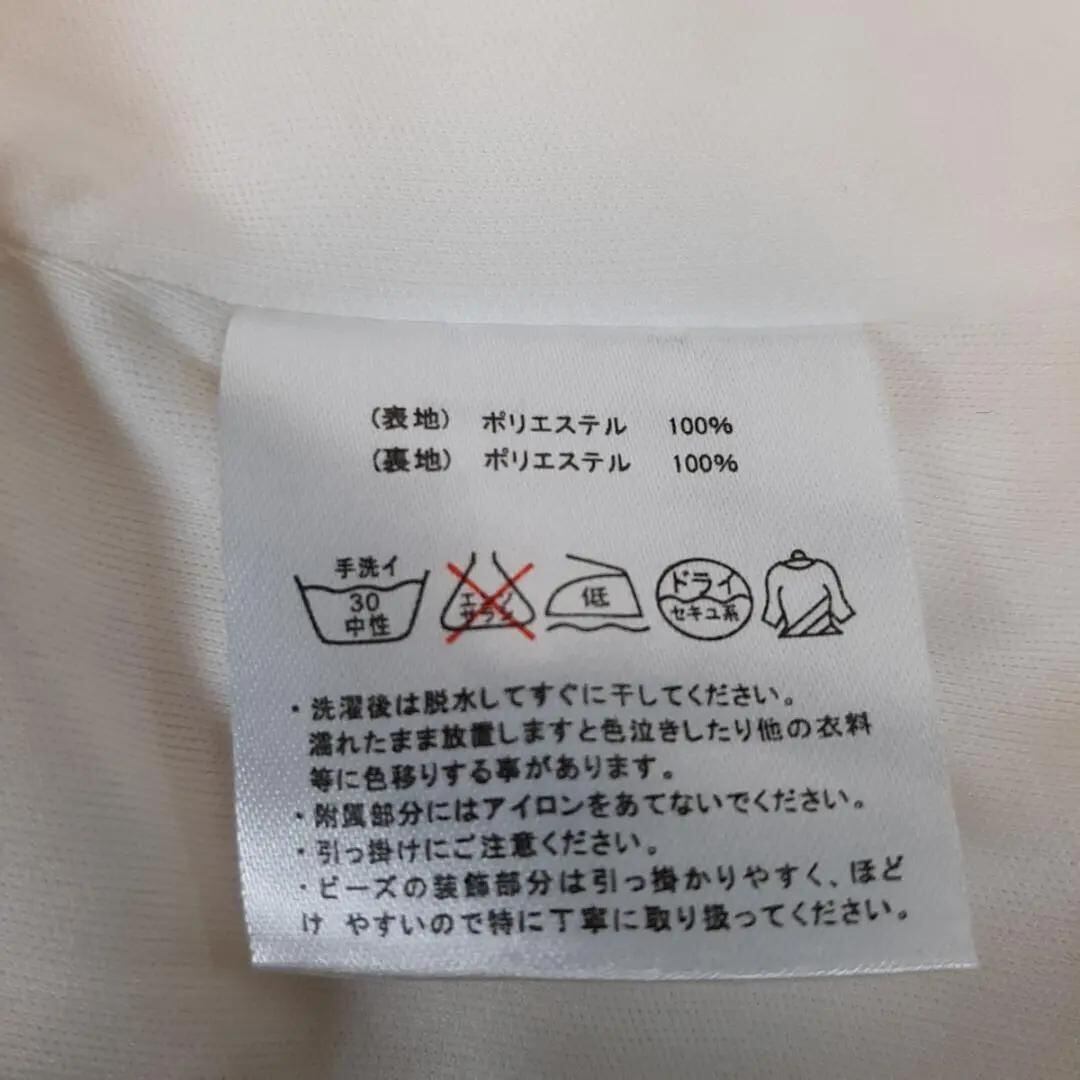 (表地) ポリエステル 100%
(裏地) ポリエステル 100%
手洗イ
30
中性
エンソ
サラシ
低
ドライ
セキユ系
・洗濯後は脱水してすぐに干してください。
濡れたまま放置しますと色泣きしたり他の衣料
等に色移りする事があります。
・附属部分にはアイロンをあてないでください。
・引っ掛けにご注意ください。
・ビーズの装飾部分は引っ掛かりやすく、ほど
け やすいので特に丁寧に取り扱ってください。